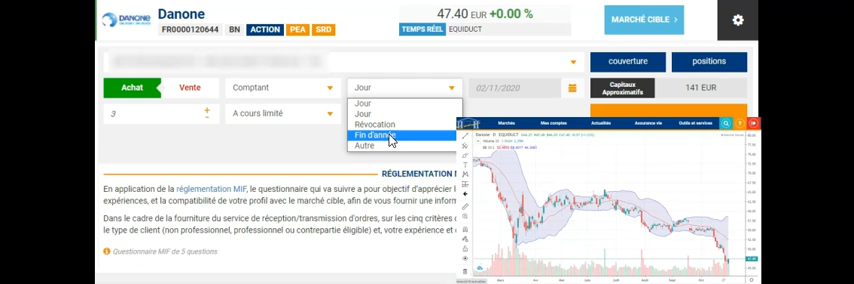 DANONE
Danone
FR0000120644 BN ACTION PEA SRD
47.40 EUR +0.00 %
TEMPS RÉEL EQUIDUCT
MARCHÉ CIBLE
couverture positions
Achat Vente Comptant Jour 02/11/2020
Capitaux
Approximatifs
141 EUR
3 + - A cours limité
Jour
Jour
Révocation
Fin d'année
Autre
RÉGLEMENTATION
En application de la réglementation MIF, le questionnaire qui va suivre a pour objectif d'apprécier
expériences, et la compatibilité de votre profil avec le marché cible, afin de vous fournir une
Dans le cadre de la fourniture du service de réception/transmission d'ordres, sur les cinq critères
le type de client (non professionnel, professionnel ou contrepartie éligible) et, votre expérience et
Questionnaire MIF de 5 questions
Marchés Mes comptes Actualités Assurance vie Outils et services